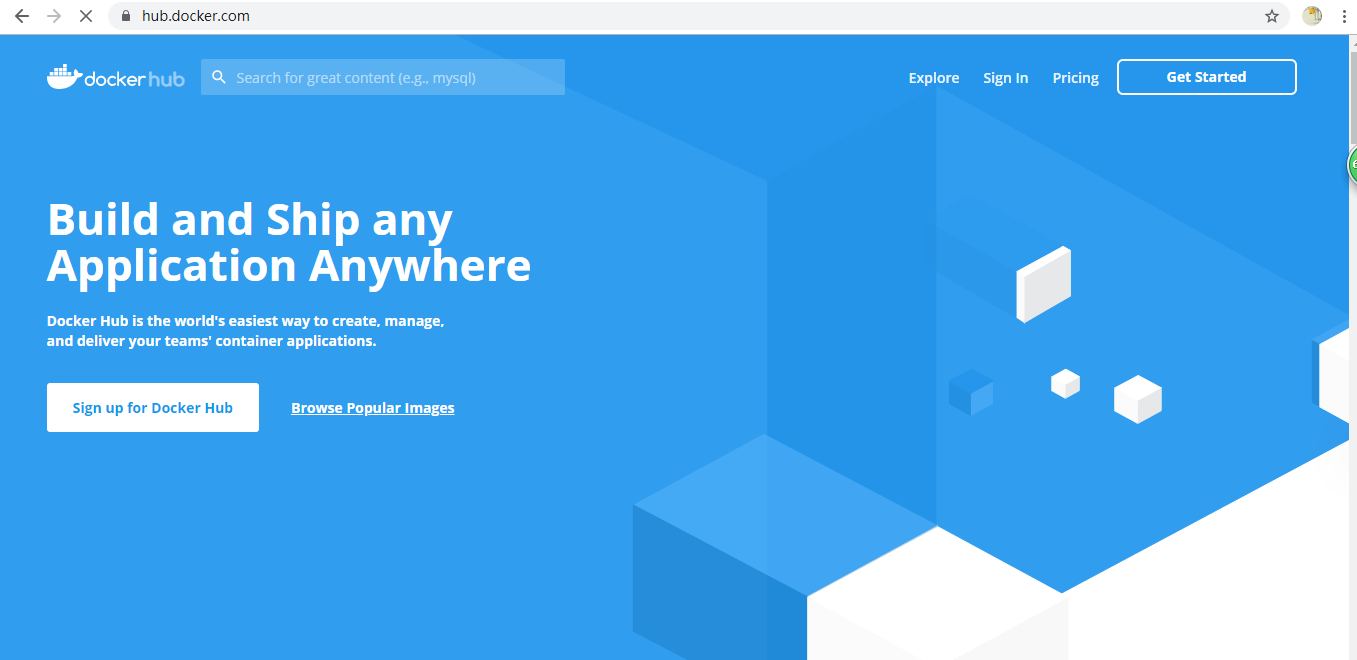 hub.docker.com
docker hub
Search for great content (e.g., mysql)
Explore
Sign In
Pricing
Get Started
Build and Ship any
Application Anywhere
Docker Hub is the world's easiest way to create, manage,
and deliver your teams' container applications.
Sign up for Docker Hub
Browse Popular Images